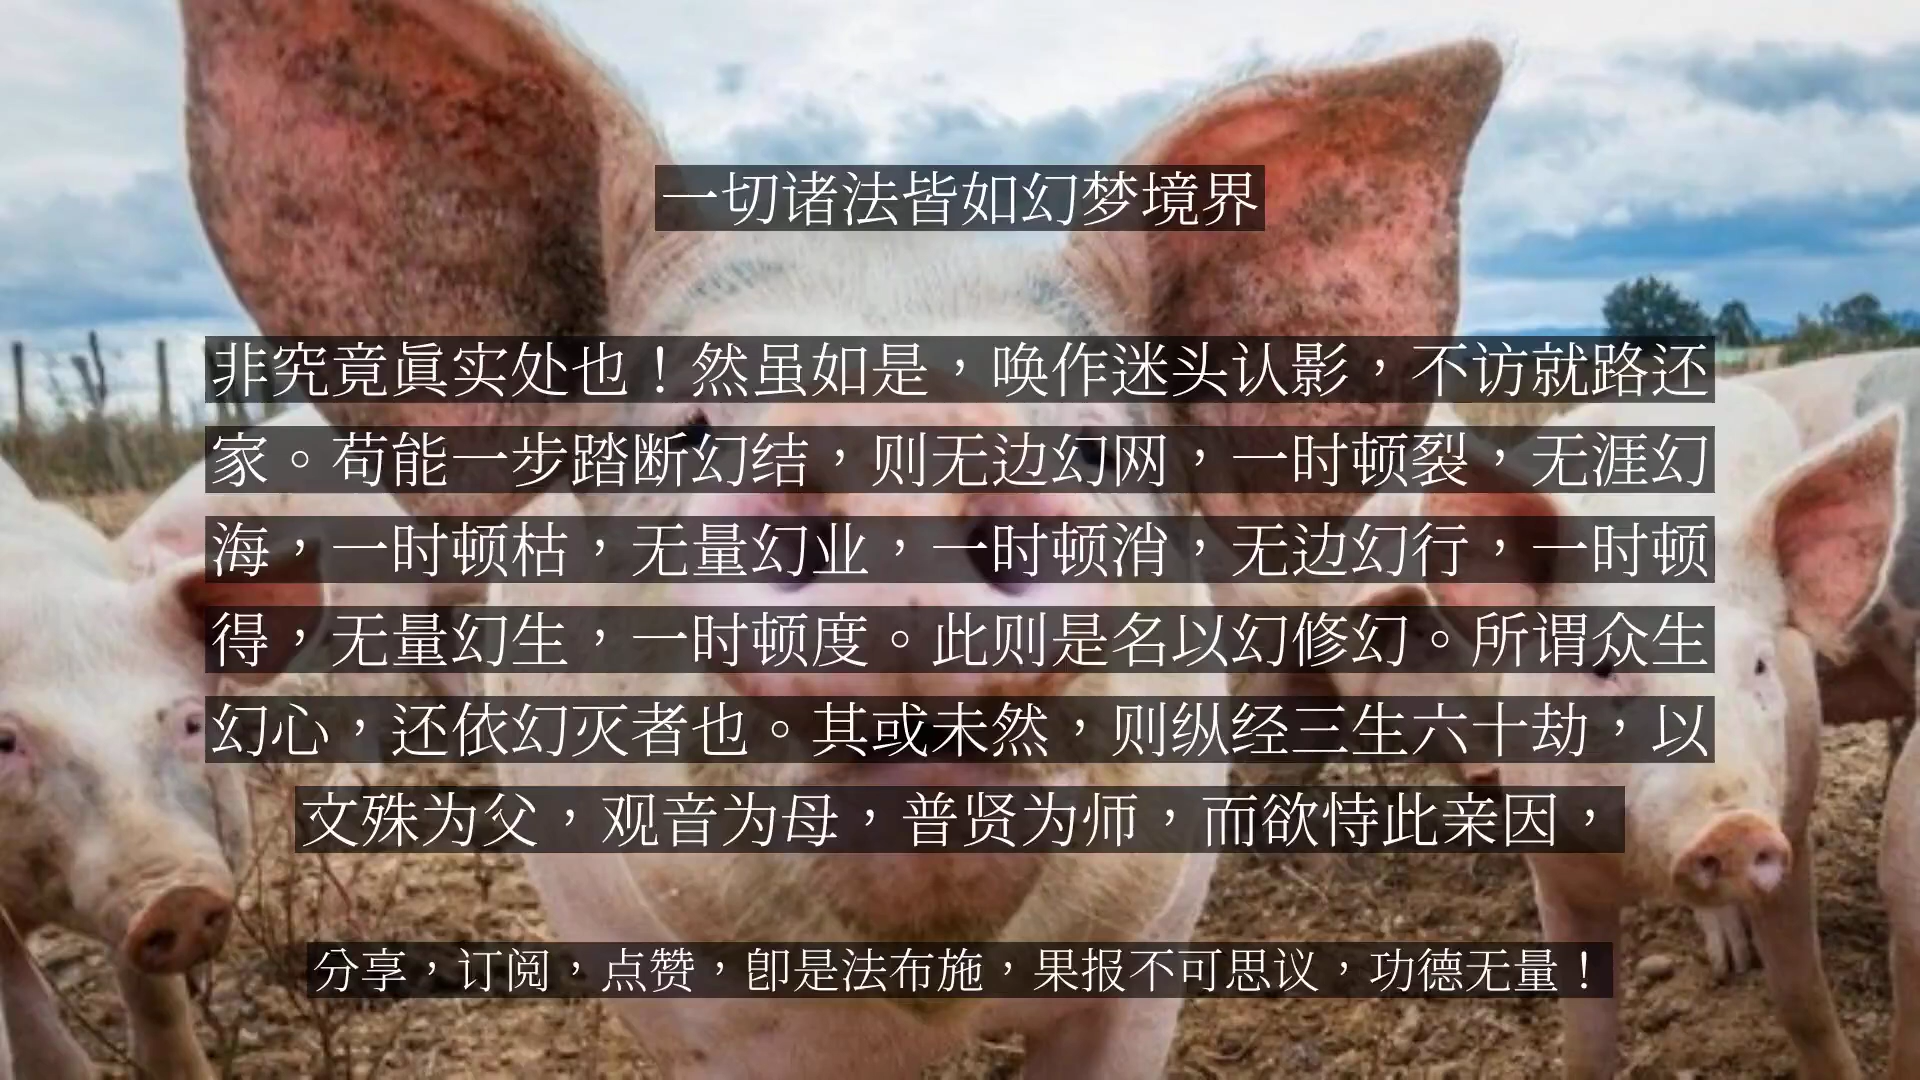 一切诸法皆如幻梦境界
非究竟眞实处也！然虽如是，唤作迷头认影，不访就路还
家。苟能一步踏断幻结，则无边幻网，一时顿裂，无涯幻
海，一时顿枯，无量幻业，一时顿消，无边幻行，一时顿
得，无量幻生，一时顿度。此则是名以幻修幻。所谓众生
幻心，还依幻灭者也。其或未然，则纵经三生六十劫，以
文殊为父，观音为母，普贤为师，而欲恃此亲因，
分享，订阅，点赞，卽是法布施，果报不可思议，功德无量！